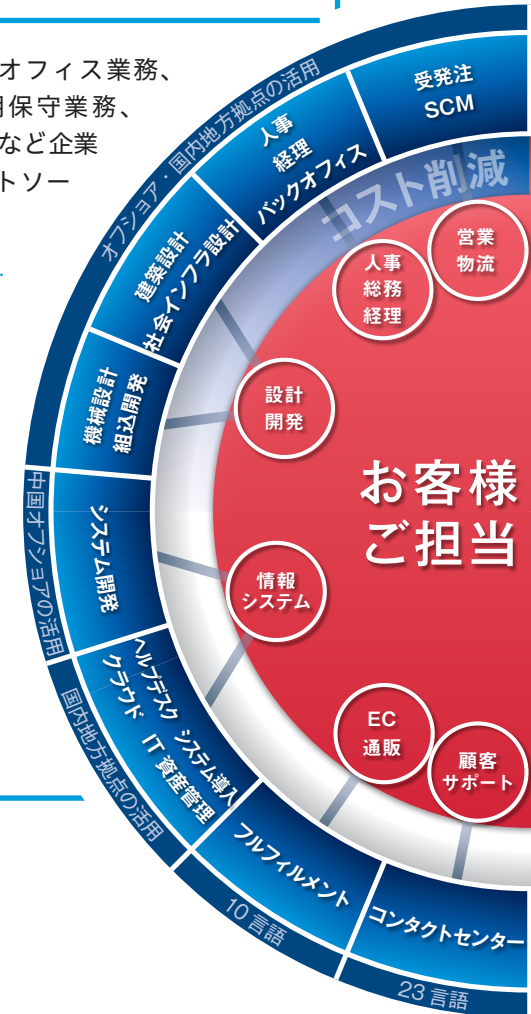 オフィス業務、
保守業務、
など企業
トソー
オフショア・国内地方拠点の活用
受発注
SCM
人事
経理
バックオフィス
建築設計
社会インフラ設計
機械設計
組込開発
中国オフショアの活用
システム開発
国内地方拠点の活用
ヘルプデスク システム導入
クラウド IT 資産管理
フルフィルメント
10 言語
コンタクトセンター
23 言語
コスト削減
営業
物流
人事
総務
経理
設計
開発
お客様
ご担当
情報
システム
EC
通販
顧客
サポート